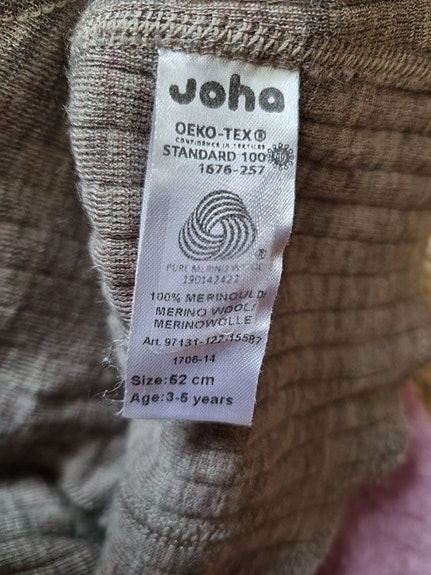 Joha
OEKO-TEX®
CONFIDENCE IN TEXTILES
STANDARD 100
1676-257
®
PURE MERINO WOOL
190142422
100% MERINOULD/
MERINO WOOL/
MERINOWOLLE
Art. 97131-122-15587
1706-14
Size:52 cm
Age:3-5 years